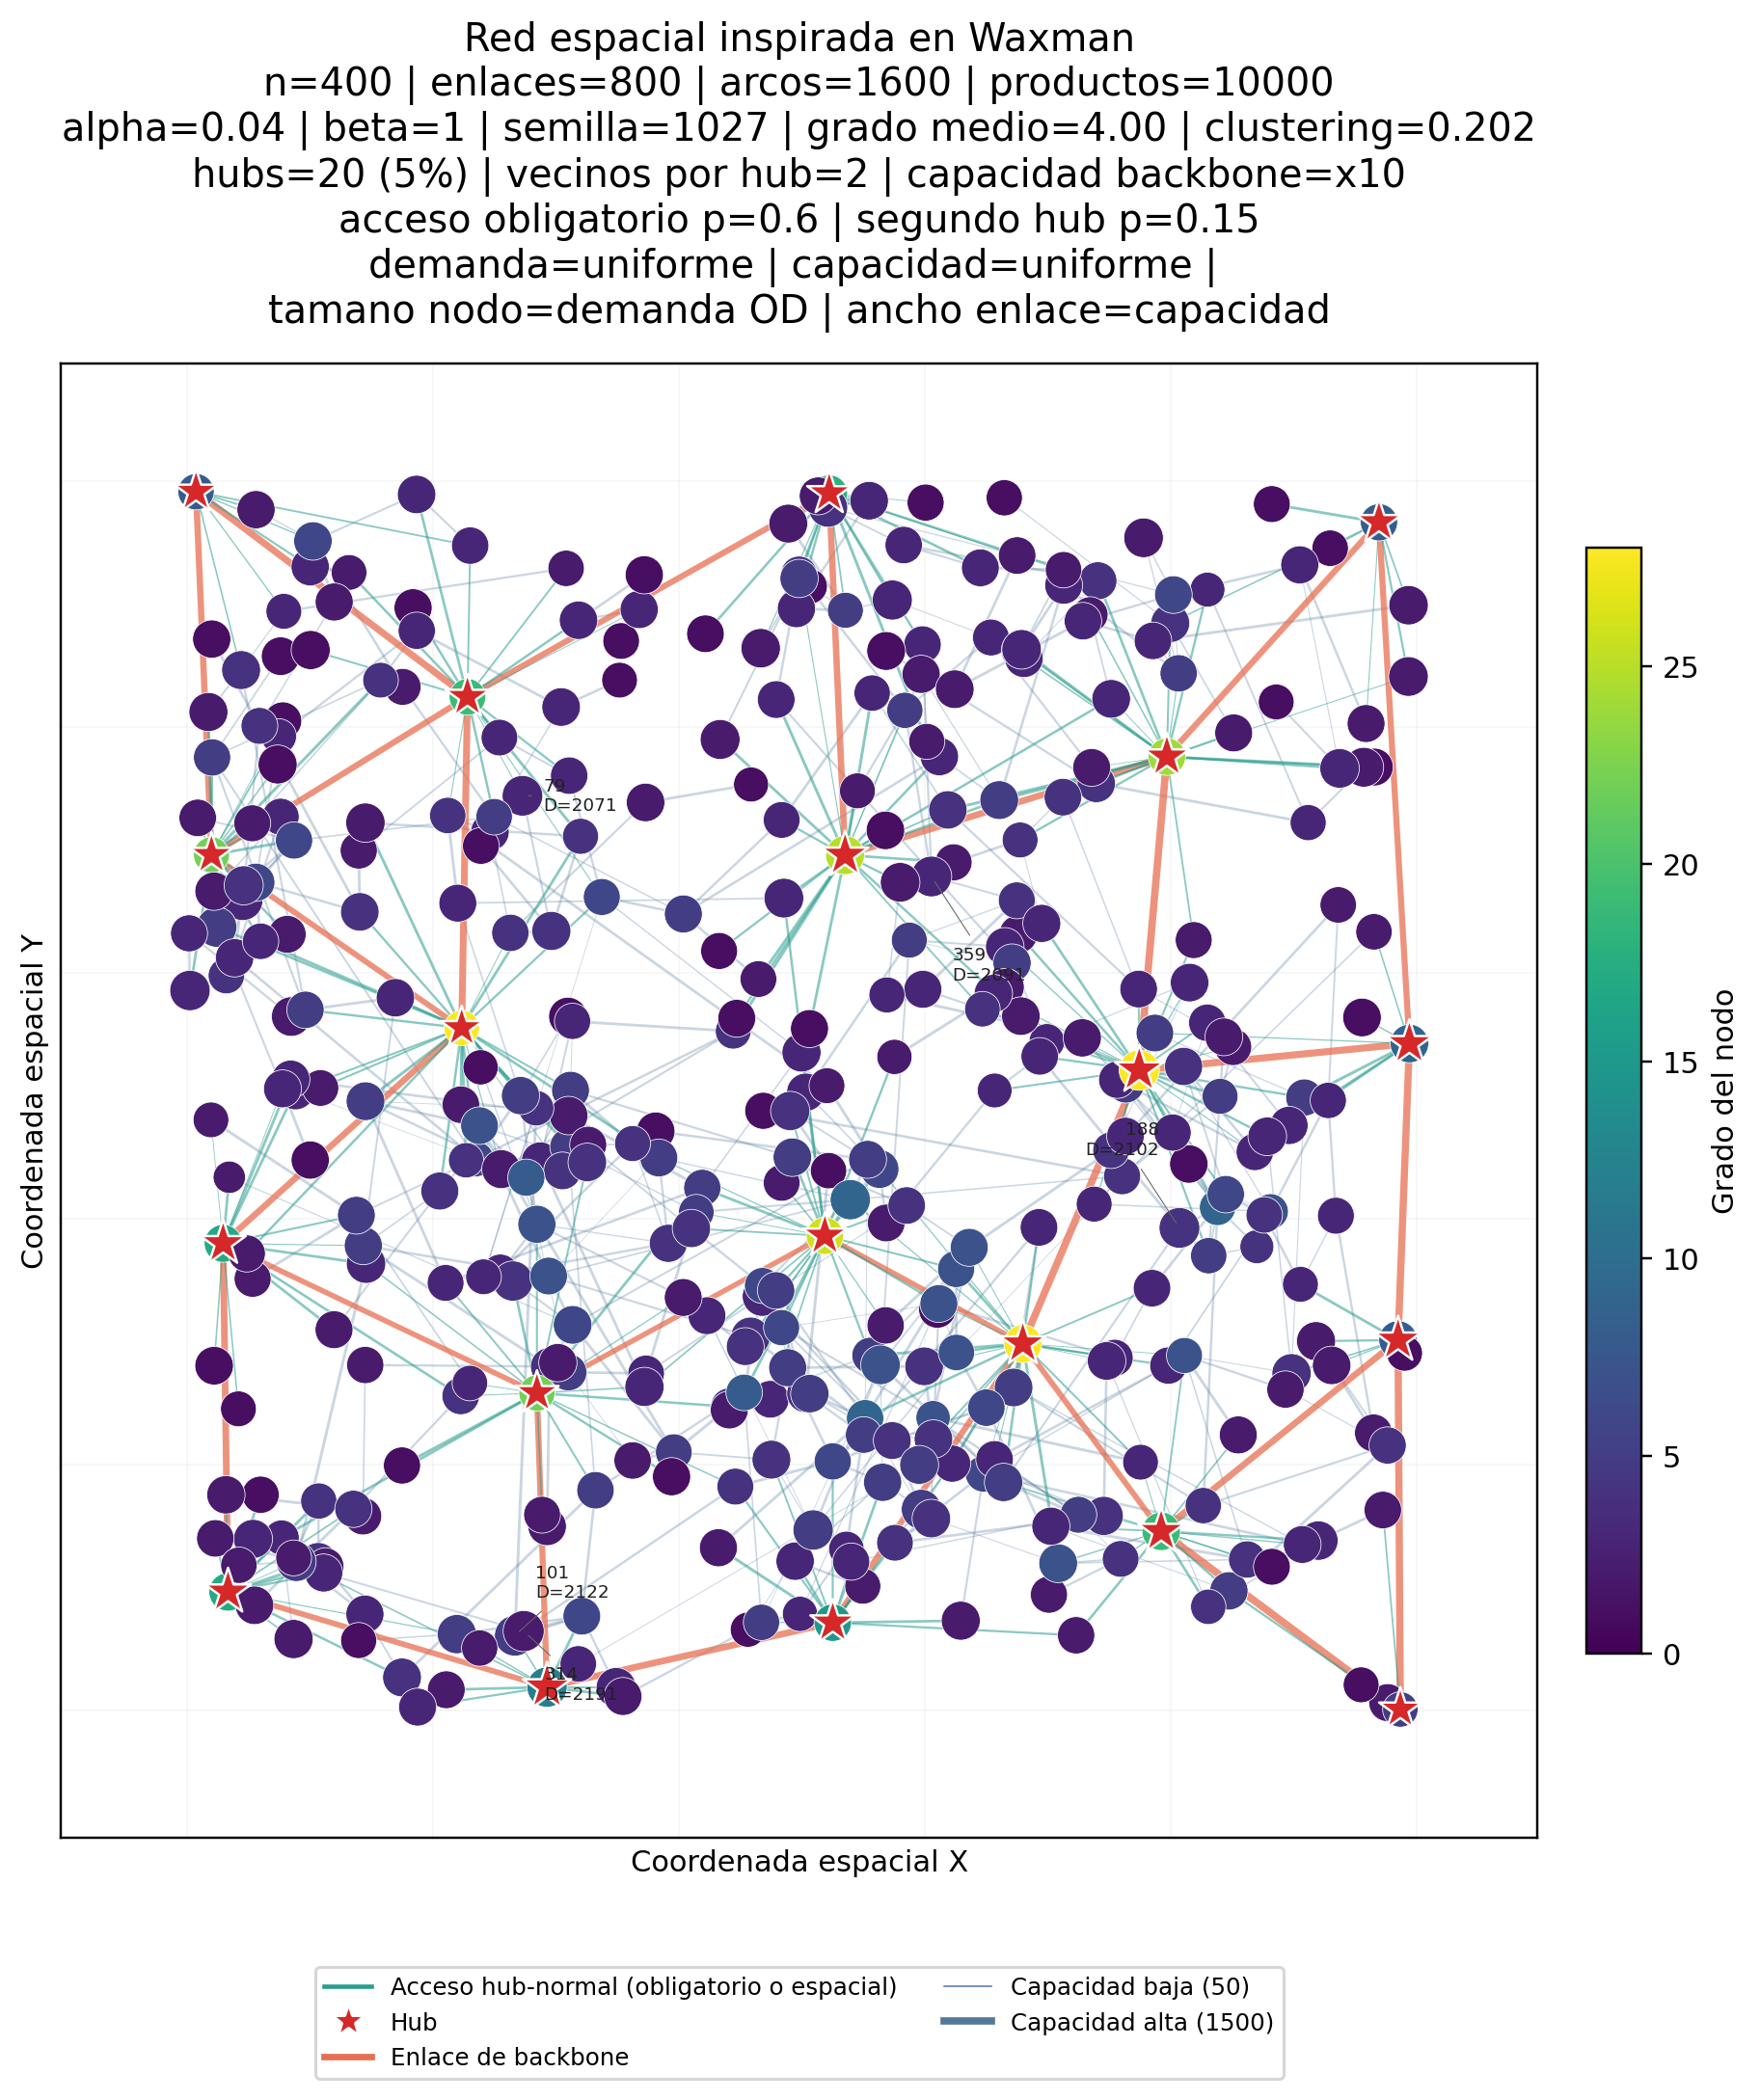 Red espacial inspirada en Waxman
n=400 | enlaces=800 | arcos=1600 | productos=10000
alpha=0.04 | beta=1 | semilla=1027 | grado medio=4.00 | clustering=0.202
hubs=20 (5%) | vecinos por hub=2 | capacidad backbone=x10
acceso obligatorio p=0.6 | segundo hub p=0.15
demanda=uniforme | capacidad=uniforme |
tamano nodo=demanda OD | ancho enlace=capacidad
Coordenada espacial Y
79
D=2071
359
D=2091
188
D=2102
101
D=2122
314
D=2191
Coordenada espacial X
25
20
15
10
5
0
Grado del nodo
Acceso hub-normal (obligatorio o espacial)
Hub
Enlace de backbone
Capacidad baja (50)
Capacidad alta (1500)